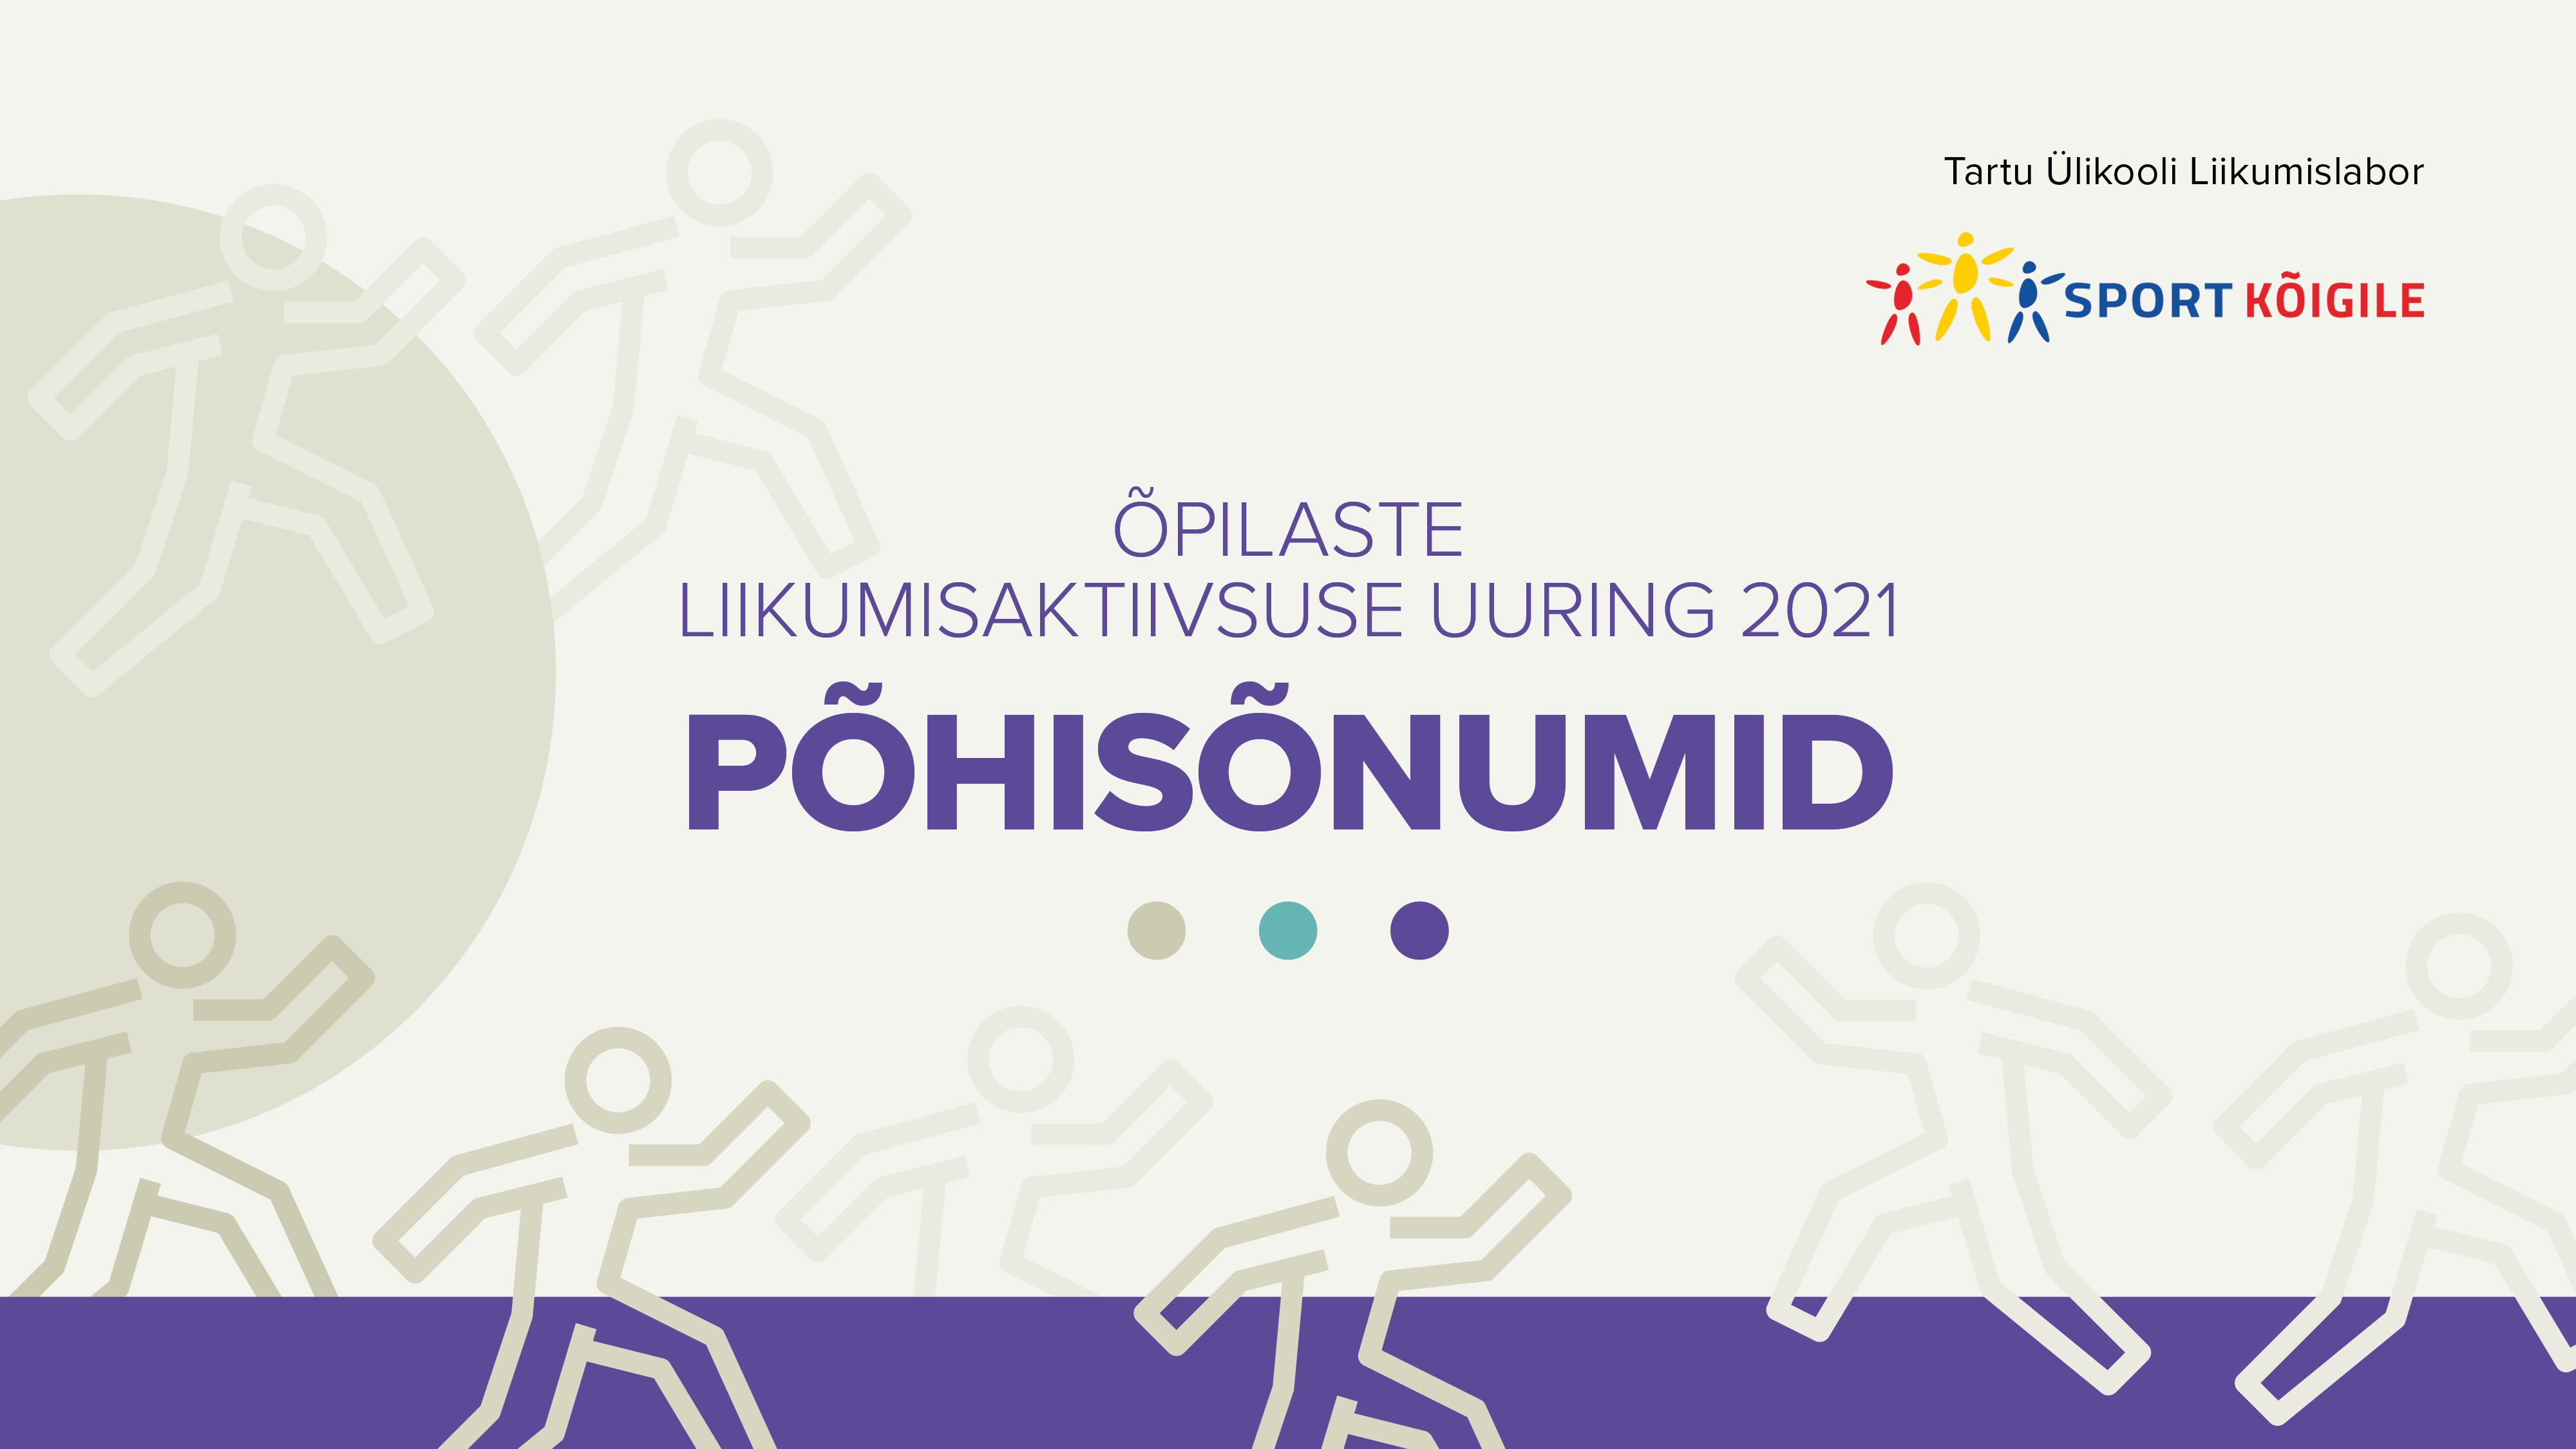 Tartu Ülikooli Liikumislabor
SPORT KÕIGILE
ÕPILASTE
LIIKUMISAKTIIVSUSE UURING 2021
PÕHISÕNUMID